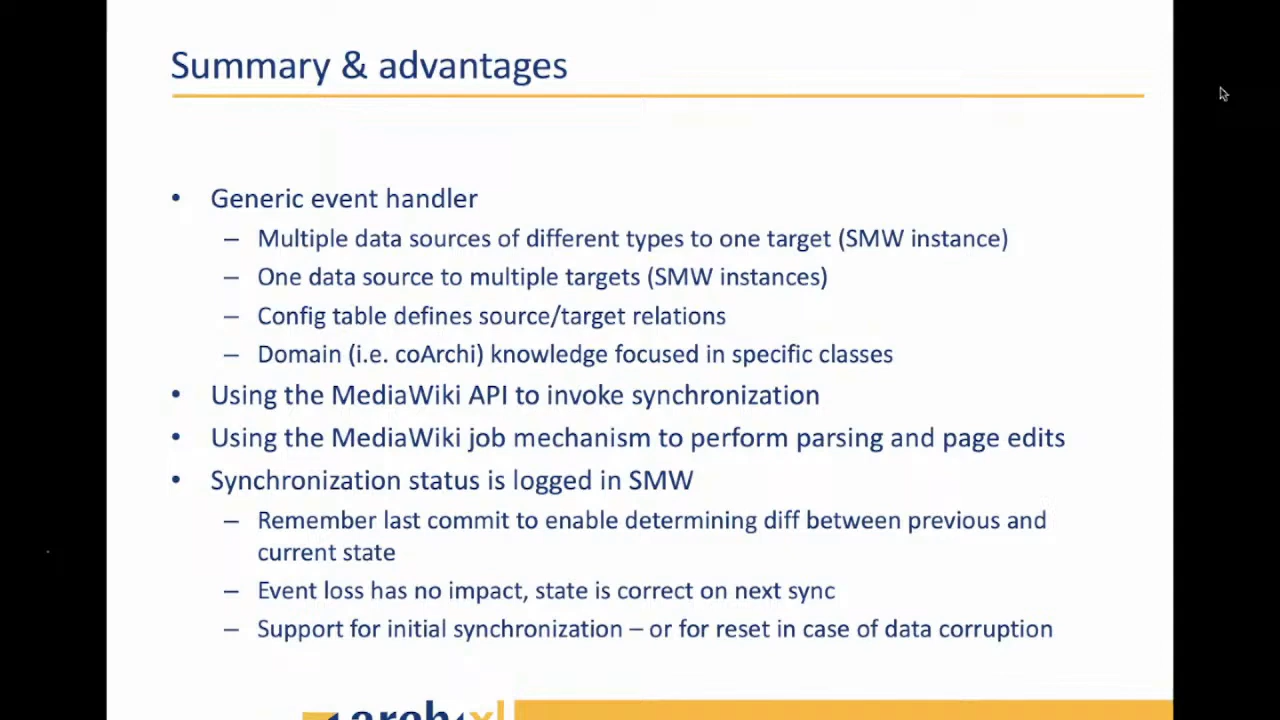 Summary & advantages
• Generic event handler
– Multiple data sources of different types to one target (SMW instance)
– One data source to multiple targets (SMW instances)
– Config table defines source/target relations
– Domain (i.e. coArchi) knowledge focused in specific classes
• Using the MediaWiki API to invoke synchronization
• Using the MediaWiki job mechanism to perform parsing and page edits
• Synchronization status is logged in SMW
– Remember last commit to enable determining diff between previous and
current state
– Event loss has no impact, state is correct on next sync
– Support for initial synchronization – or for reset in case of data corruption